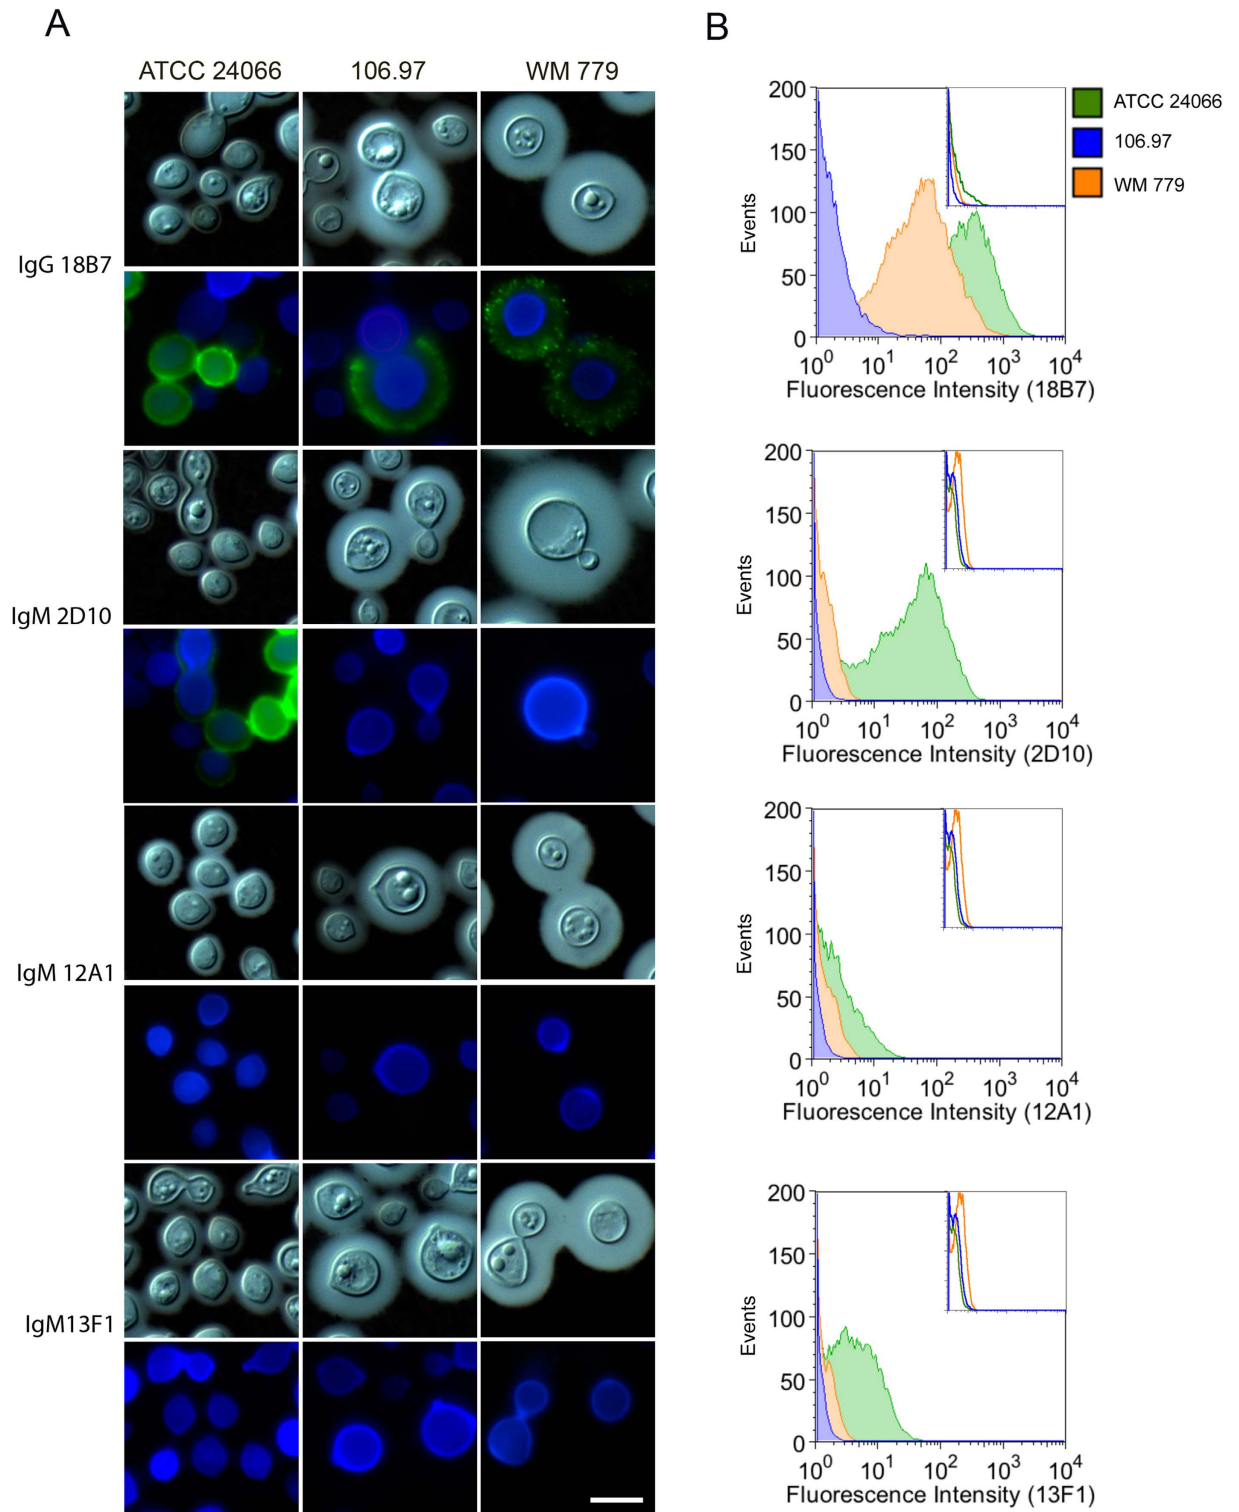 A
B
ATCC 24066
106.97
WM 779
IgG 18B7
IgM 2D10
IgM 12A1
IgM13F1
200
150
100
50
0
Events
10^0 10^1 10^2 10^3 10^4
Fluorescence Intensity (18B7)
ATCC 24066
106.97
WM 779
200
150
100
50
0
Events
10^0 10^1 10^2 10^3 10^4
Fluorescence Intensity (2D10)
200
150
100
50
0
Events
10^0 10^1 10^2 10^3 10^4
Fluorescence Intensity (12A1)
200
150
100
50
0
Events
10^0 10^1 10^2 10^3 10^4
Fluorescence Intensity (13F1)